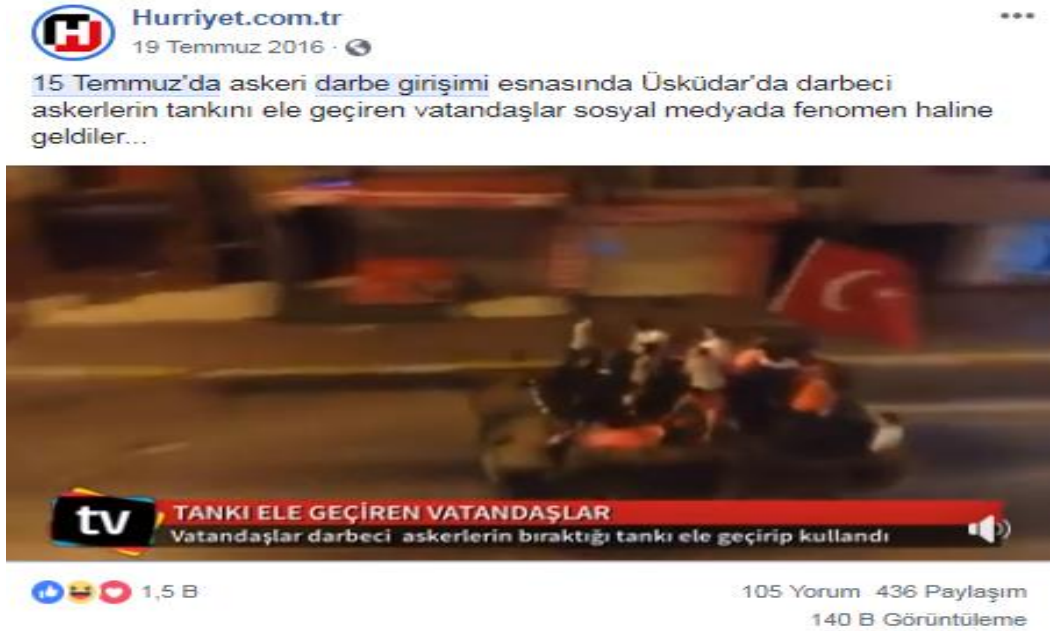 Hurriyet.com.tr
19 Temmuz 2016 ·
15 Temmuz'da askeri darbe girişimi esnasında Üsküdar'da darbeci
askerlerin tankını ele geçiren vatandaşlar sosyal medyada fenomen haline
geldiler...
tv
TANKI ELE GEÇİREN VATANDAŞLAR
Vatandaşlar darbeci askerlerin bıraktığı tankı ele geçirip kullandı
1,5 B
105 Yorum 436 Paylaşım
140 B Görüntüleme